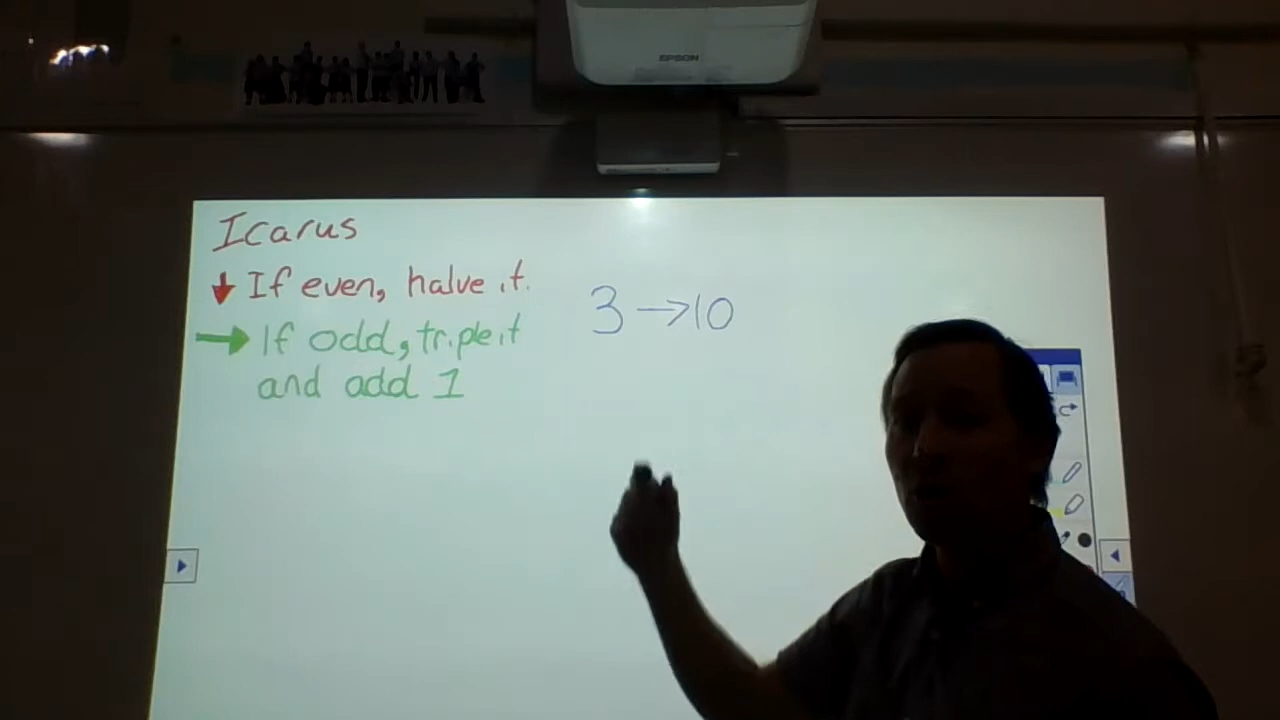 EPSON
Icarus
↓ If even, halve it.
→ If odd, triple it
and add 1
3 → 10